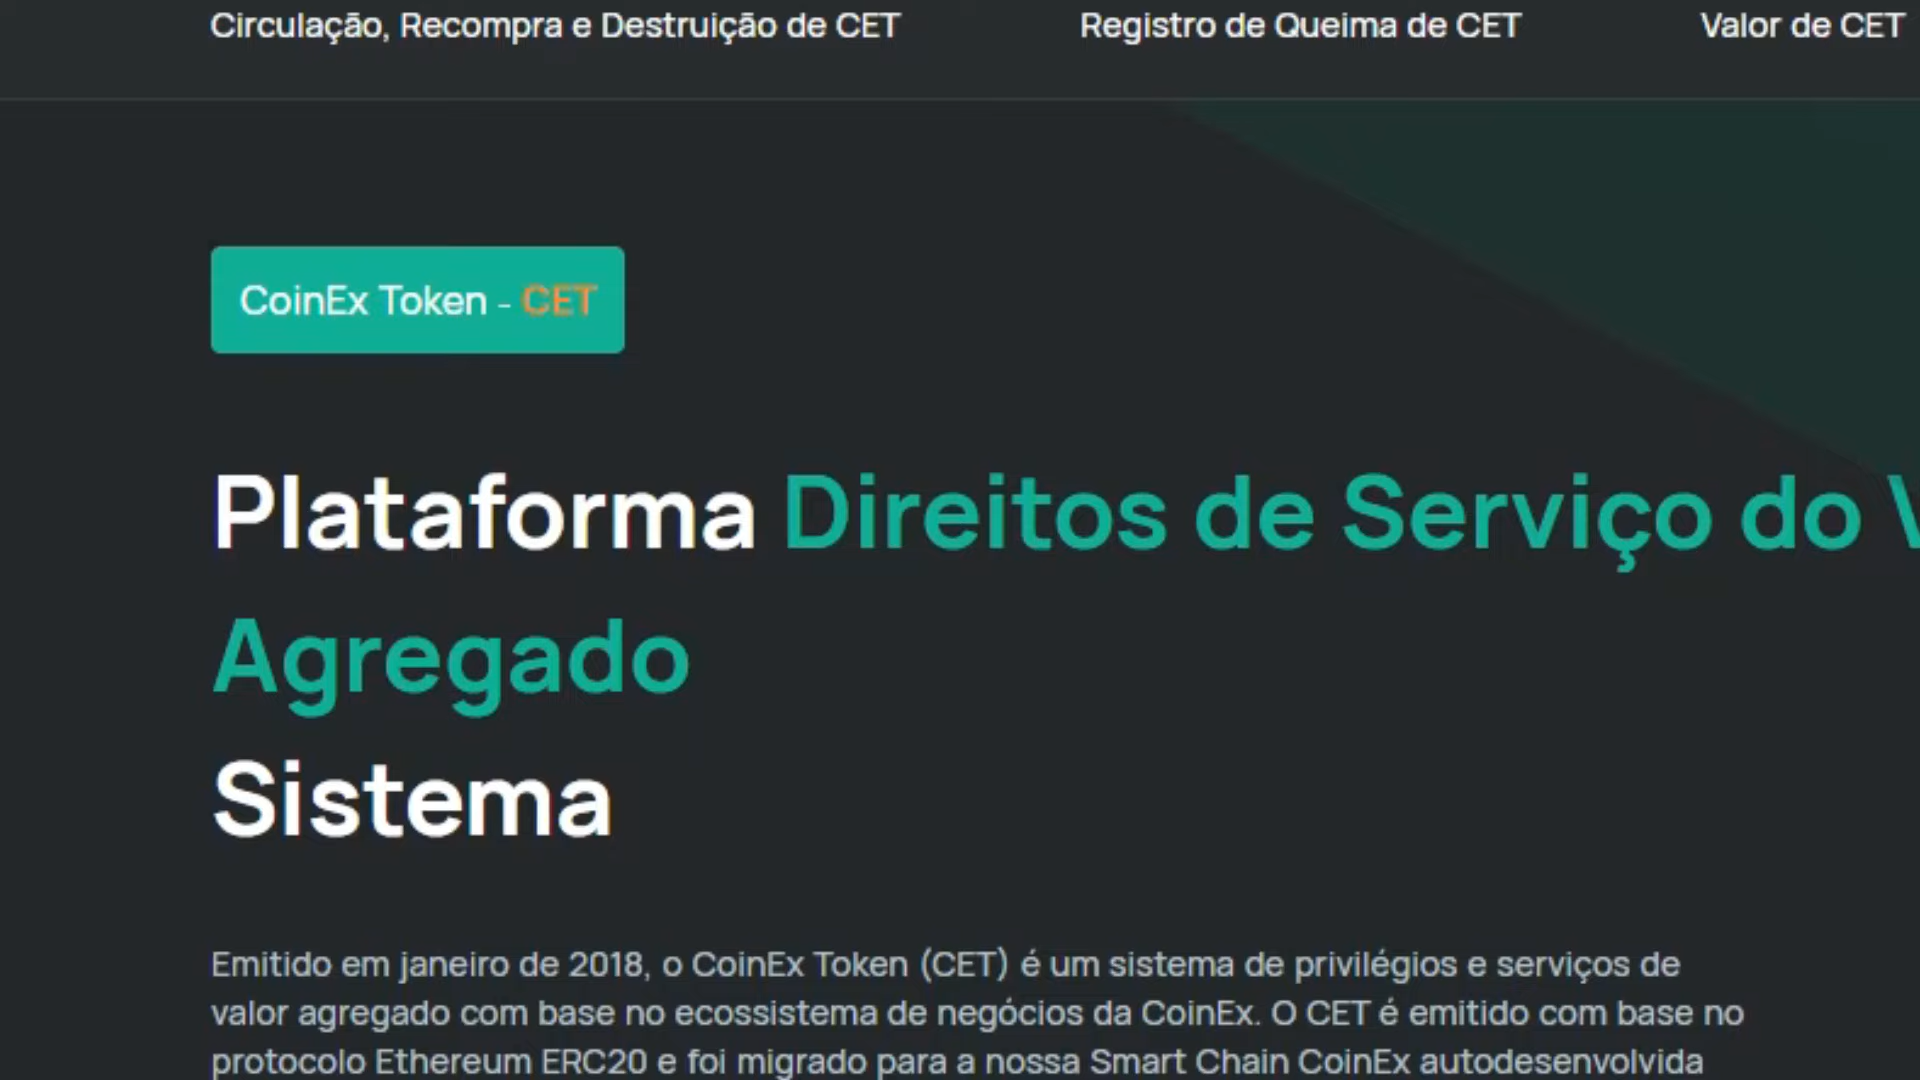 Circulação, Recompra e Destruição de CET
Registro de Queima de CET
Valor de CET
CoinEx Token - CET
Plataforma Direitos de Serviço do
Agregado
Sistema
Emitido em janeiro de 2018, o CoinEx Token (CET) é um sistema de privilégios e serviços de
valor agregado com base no ecossistema de negócios da CoinEx. O CET é emitido com base no
protocolo Ethereum ERC20 e foi migrado para a nossa Smart Chain CoinEx autodesenvolvida